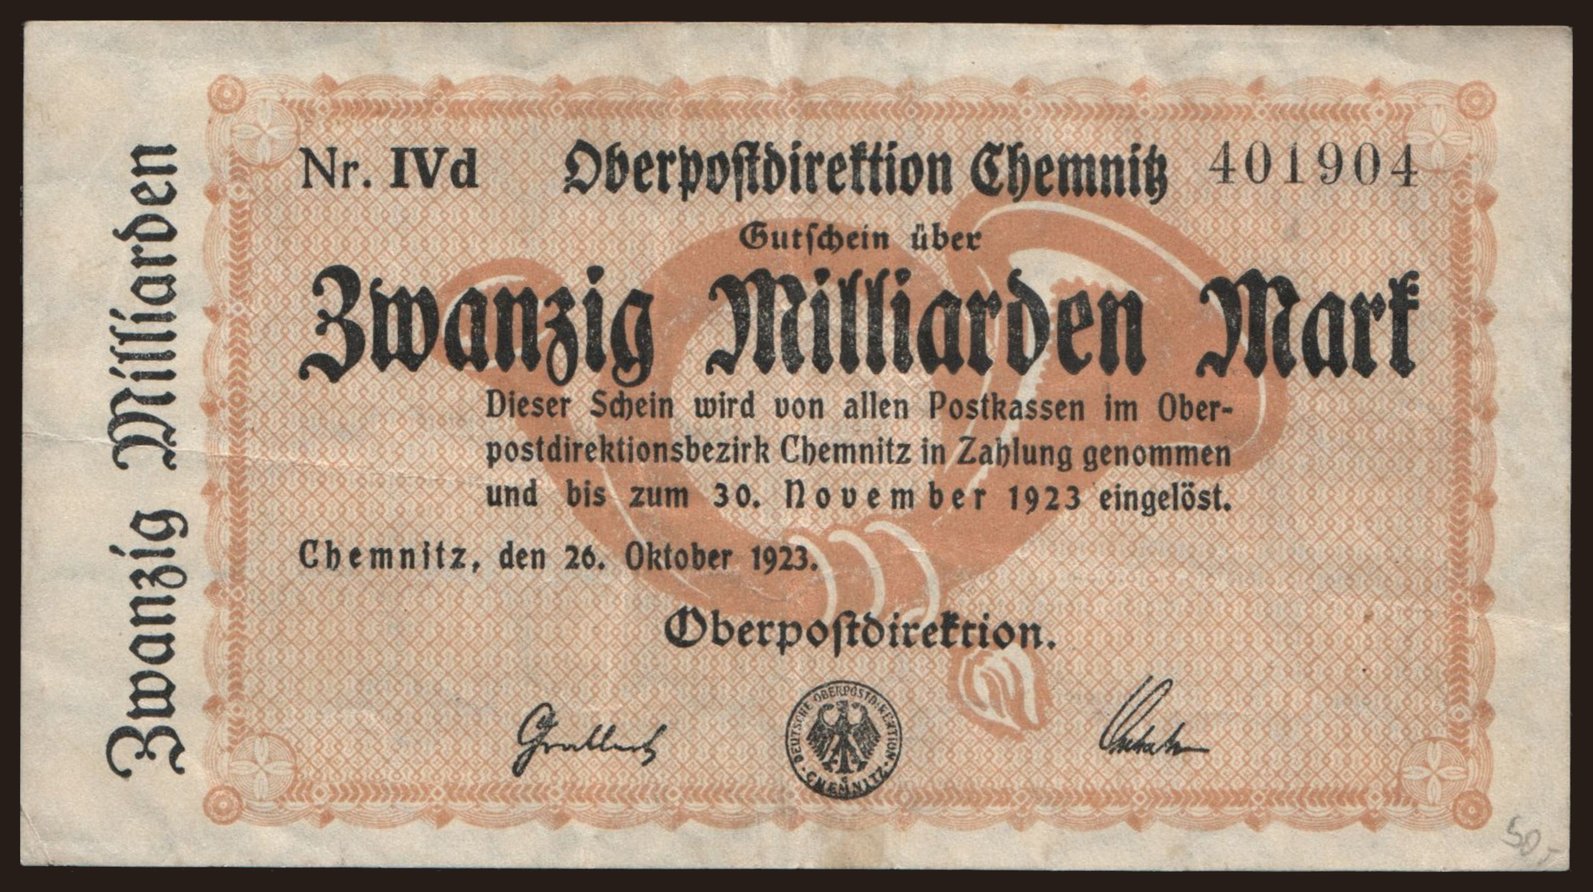 Zwanzig Milliarden
Nr. IVd Oberpostdirektion Chemnitz 401904
Gutschein über
Zwanzig Milliarden Mark
Dieser Schein wird von allen Postkassen im Ober-
postdirektionsbezirk Chemnitz in Zahlung genommen
und bis zum 30. November 1923 eingelöst.
Chemnitz, den 26. Oktober 1923.
Oberpostdirektion.
DEUTSCHE OBERPOSTDIREKTION
CHEMNITZ
50,-